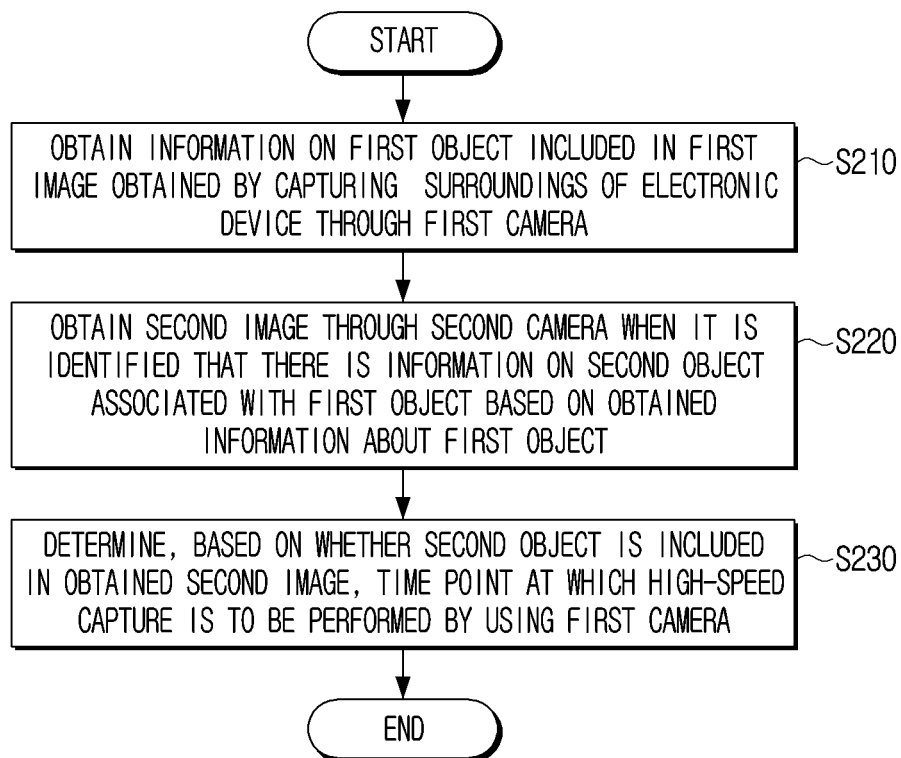 START
OBTAIN INFORMATION ON FIRST OBJECT INCLUDED IN FIRST
IMAGE OBTAINED BY CAPTURING SURROUNDINGS OF ELECTRONIC
DEVICE THROUGH FIRST CAMERA
S210
OBTAIN SECOND IMAGE THROUGH SECOND CAMERA WHEN IT IS
IDENTIFIED THAT THERE IS INFORMATION ON SECOND OBJECT
ASSOCIATED WITH FIRST OBJECT BASED ON OBTAINED
INFORMATION ABOUT FIRST OBJECT
S220
DETERMINE, BASED ON WHETHER SECOND OBJECT IS INCLUDED
IN OBTAINED SECOND IMAGE, TIME POINT AT WHICH HIGH-SPEED
CAPTURE IS TO BE PERFORMED BY USING FIRST CAMERA
S230
END